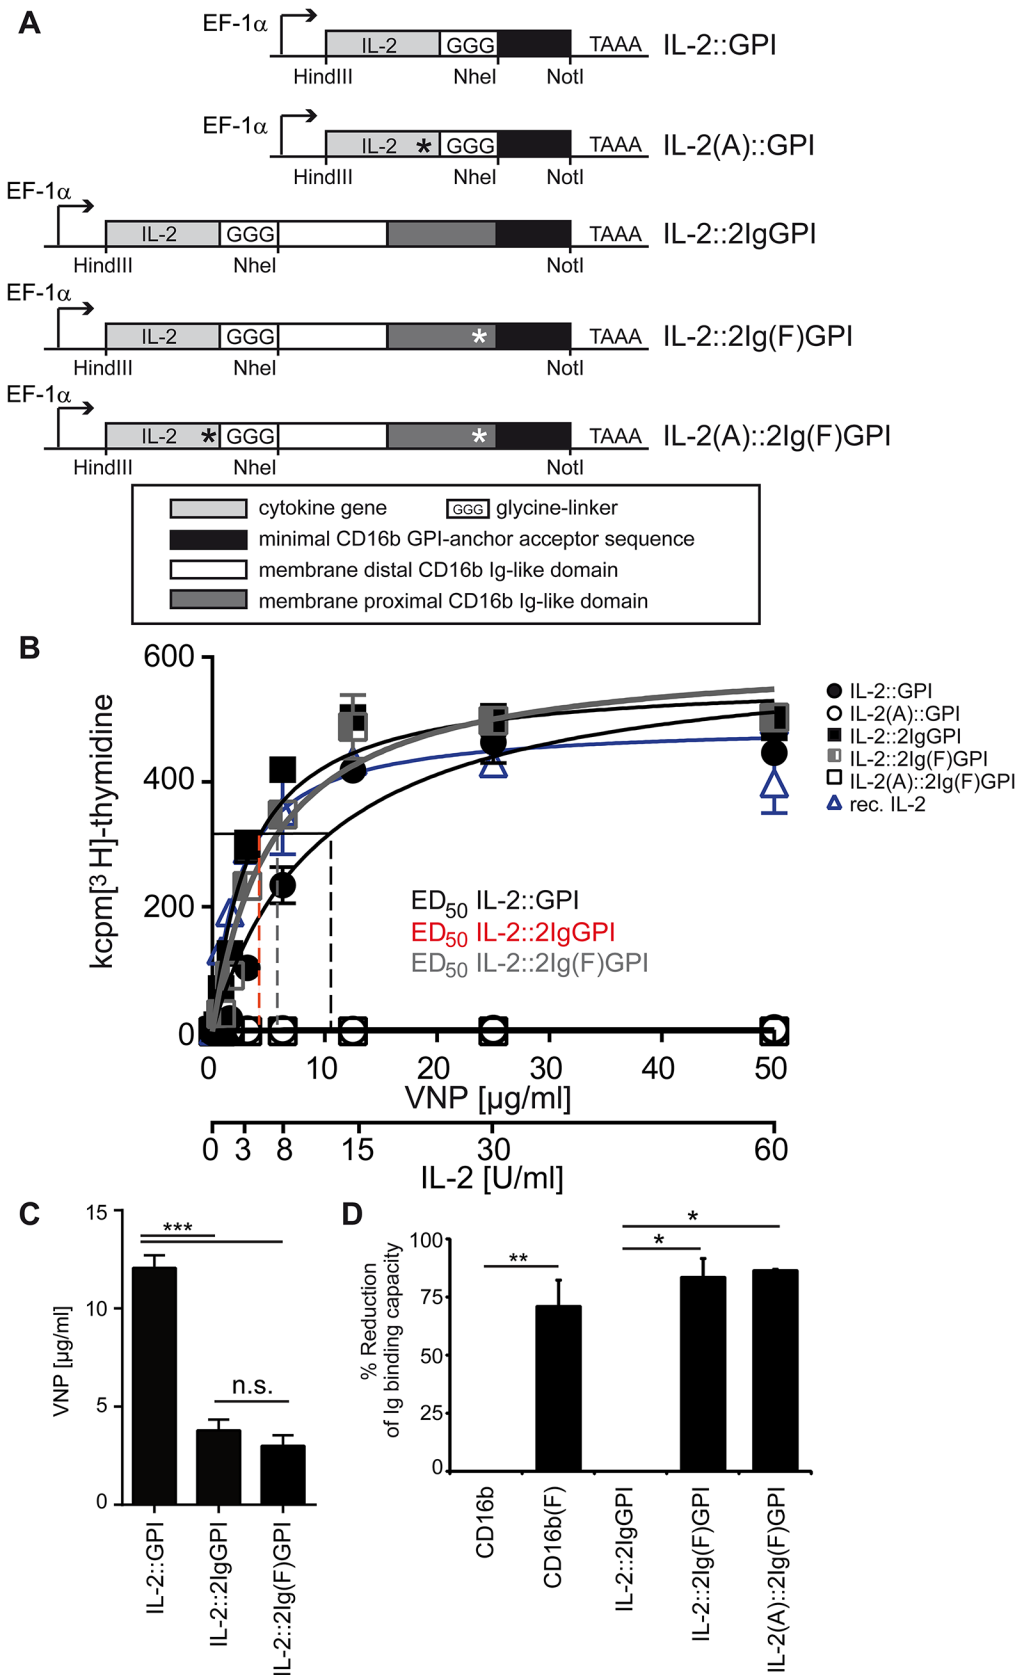 A
EF-1α
IL-2 GGG TAAA IL-2::GPI
HindIII NheI NotI
EF-1α
IL-2 * GGG TAAA IL-2(A)::GPI
HindIII NheI NotI
EF-1α
IL-2 GGG TAAA IL-2::2IgGPI
HindIII NheI NotI
EF-1α
IL-2 GGG * TAAA IL-2::2Ig(F)GPI
HindIII NheI NotI
EF-1α
IL-2 * GGG * TAAA IL-2(A)::2Ig(F)GPI
HindIII NheI NotI
cytokine gene GGG glycine-linker
minimal CD16b GPI-anchor acceptor sequence
membrane distal CD16b Ig-like domain
membrane proximal CD16b Ig-like domain
B
kcpm[³H]-thymidine
600
400
200
0
IL-2::GPI
IL-2(A)::GPI
IL-2::2IgGPI
IL-2::2Ig(F)GPI
IL-2(A)::2Ig(F)GPI
rec. IL-2
ED50 IL-2::GPI
ED50 IL-2::2IgGPI
ED50 IL-2::2Ig(F)GPI
0 10 20 30 40 50
VNP [µg/ml]
0 3 8 15 30 60
IL-2 [U/ml]
C
VNP [µg/ml]
15
10
5
0
***
n.s.
IL-2::GPI
IL-2::2IgGPI
IL-2::2Ig(F)GPI
D
% Reduction
of Ig binding capacity
100
75
50
25
0
**
*
*
CD16b
CD16b(F)
IL-2::2IgGPI
IL-2::2Ig(F)GPI
IL-2(A)::2Ig(F)GPI